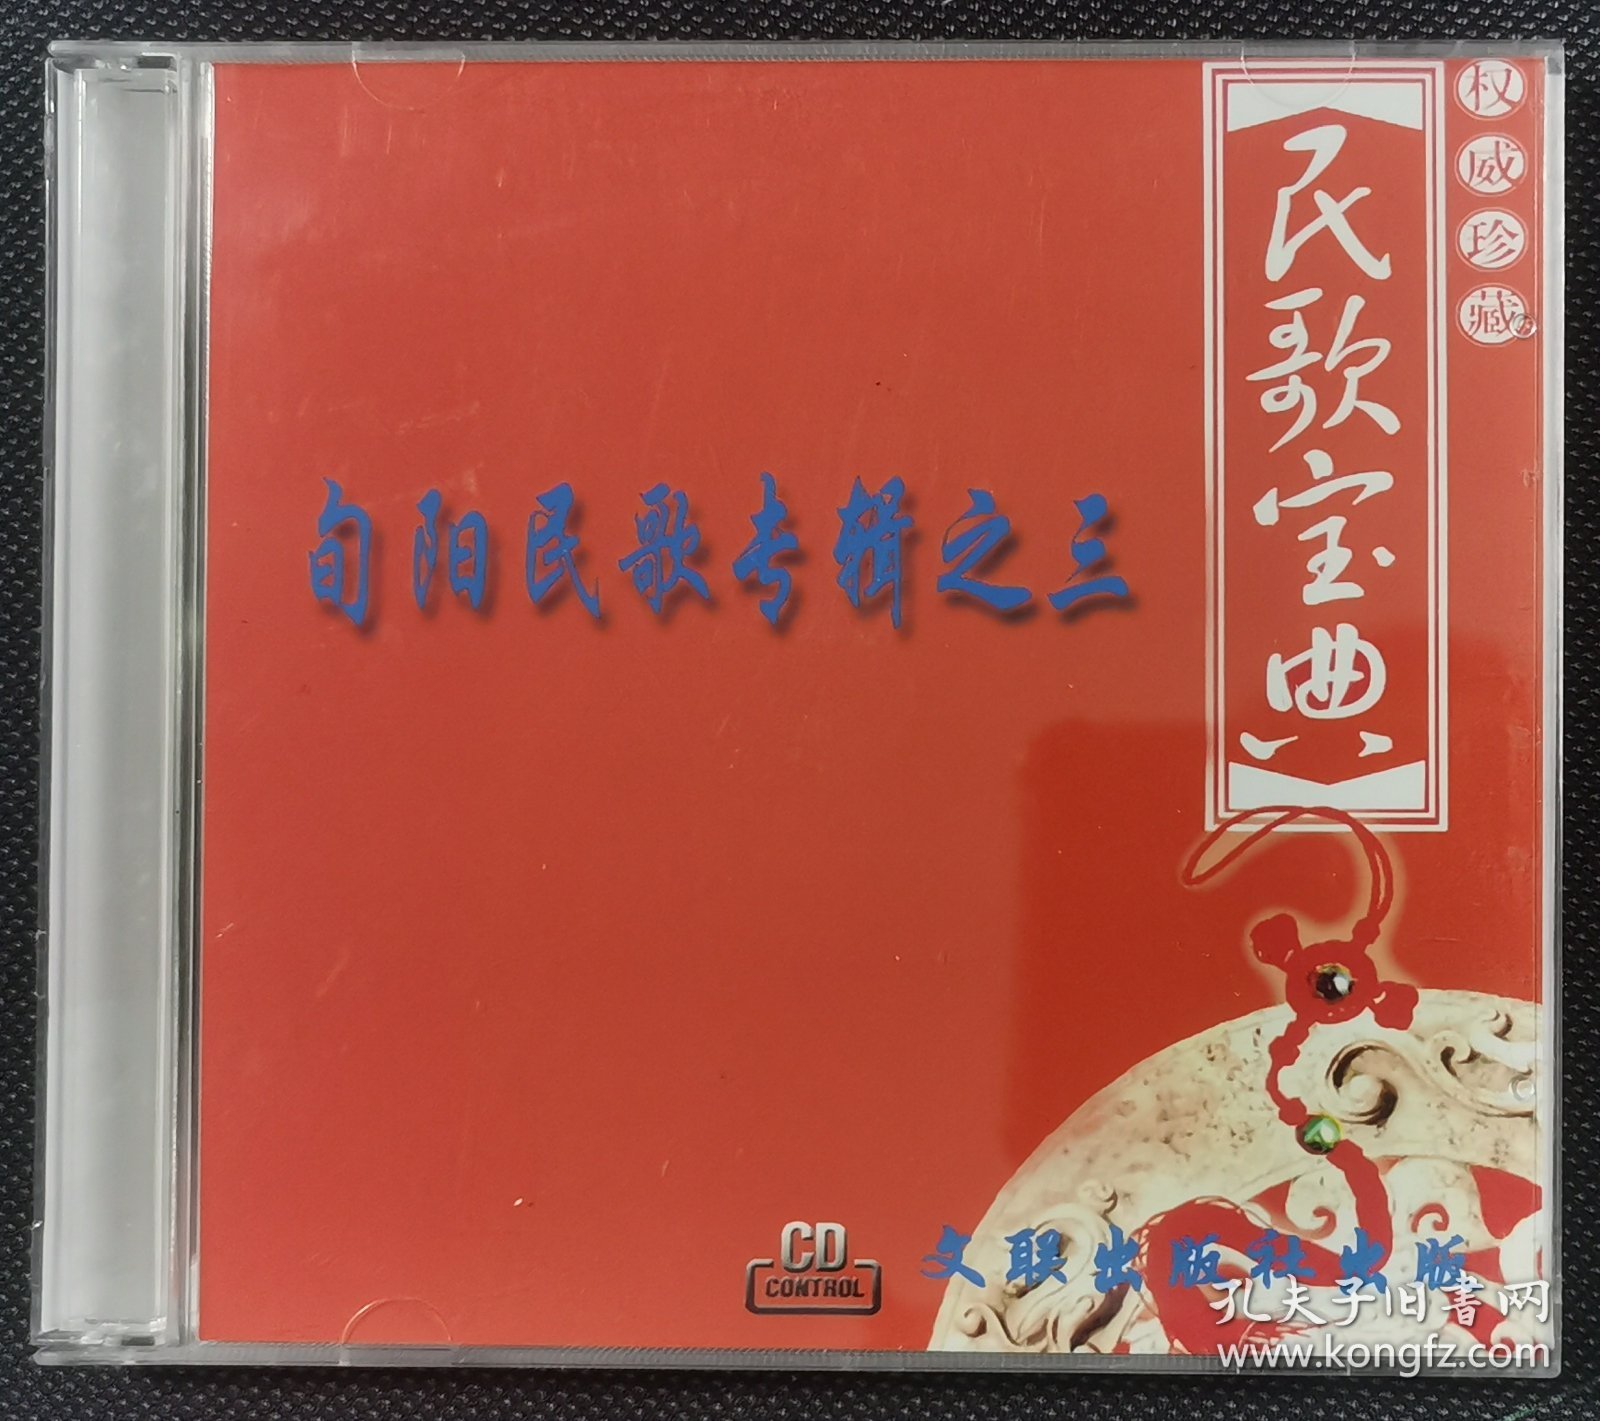 权威珍藏
民歌宝典
旬阳民歌专辑之三
CD
CONTROL
文联出版社出版
孔夫子旧書网
www.kongfz.com